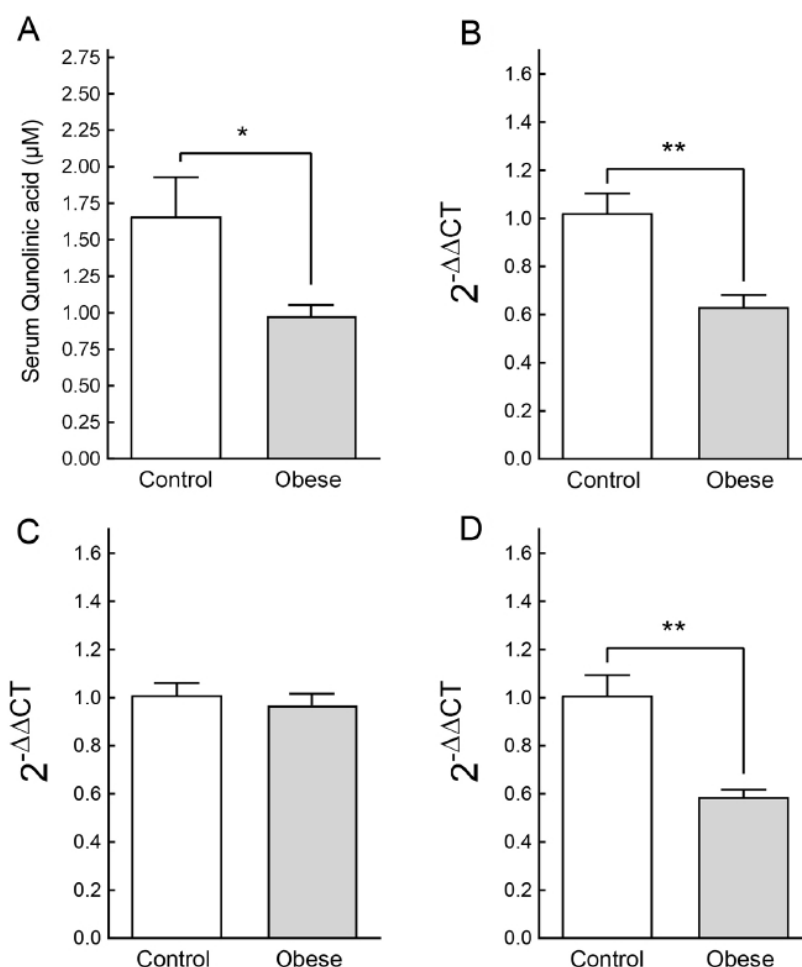 A
Serum Qunolinic acid (µM)
2.75
2.50
2.25
2.00
1.75
1.50
1.25
1.00
0.75
0.50
0.25
0.00
*
Control
Obese
B
2^-ΔΔCT
1.6
1.4
1.2
1.0
0.8
0.6
0.4
0.2
0.0
**
Control
Obese
C
2^-ΔΔCT
1.6
1.4
1.2
1.0
0.8
0.6
0.4
0.2
0.0
Control
Obese
D
2^-ΔΔCT
1.6
1.4
1.2
1.0
0.8
0.6
0.4
0.2
0.0
**
Control
Obese